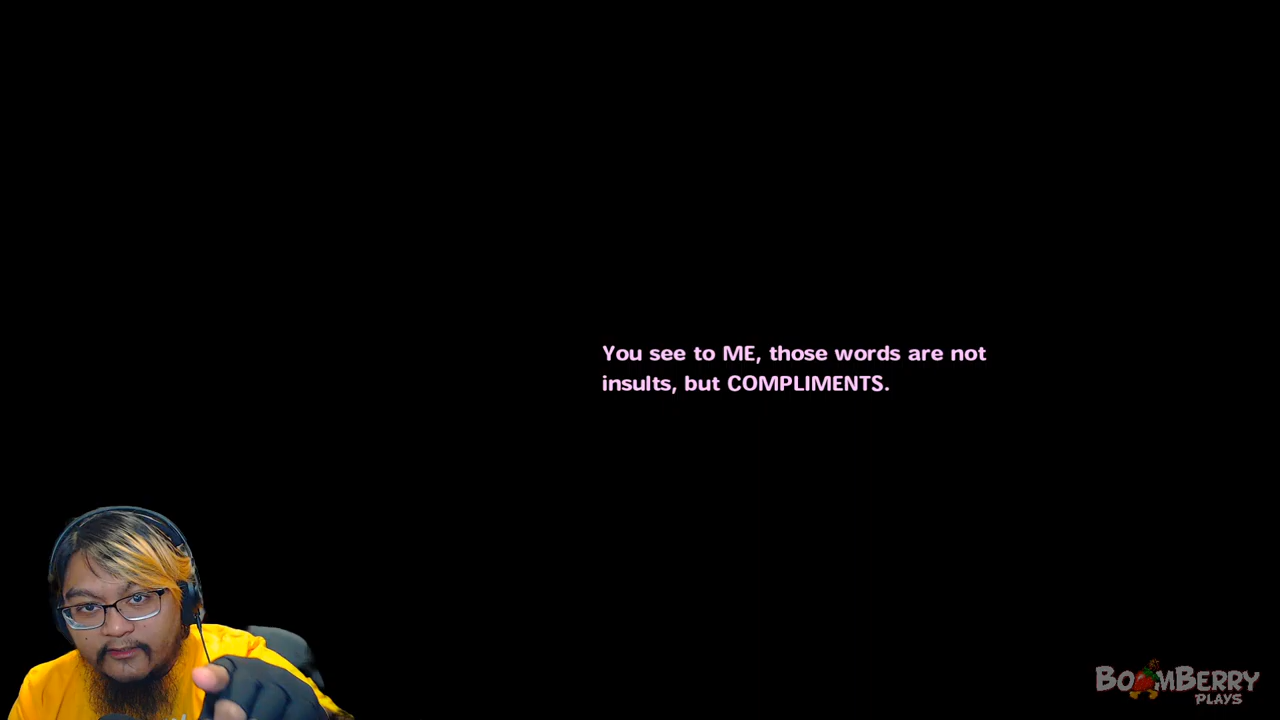 You see to ME, those words are not
insults, but COMPLIMENTS.
BOOMBERRY
PLAYS